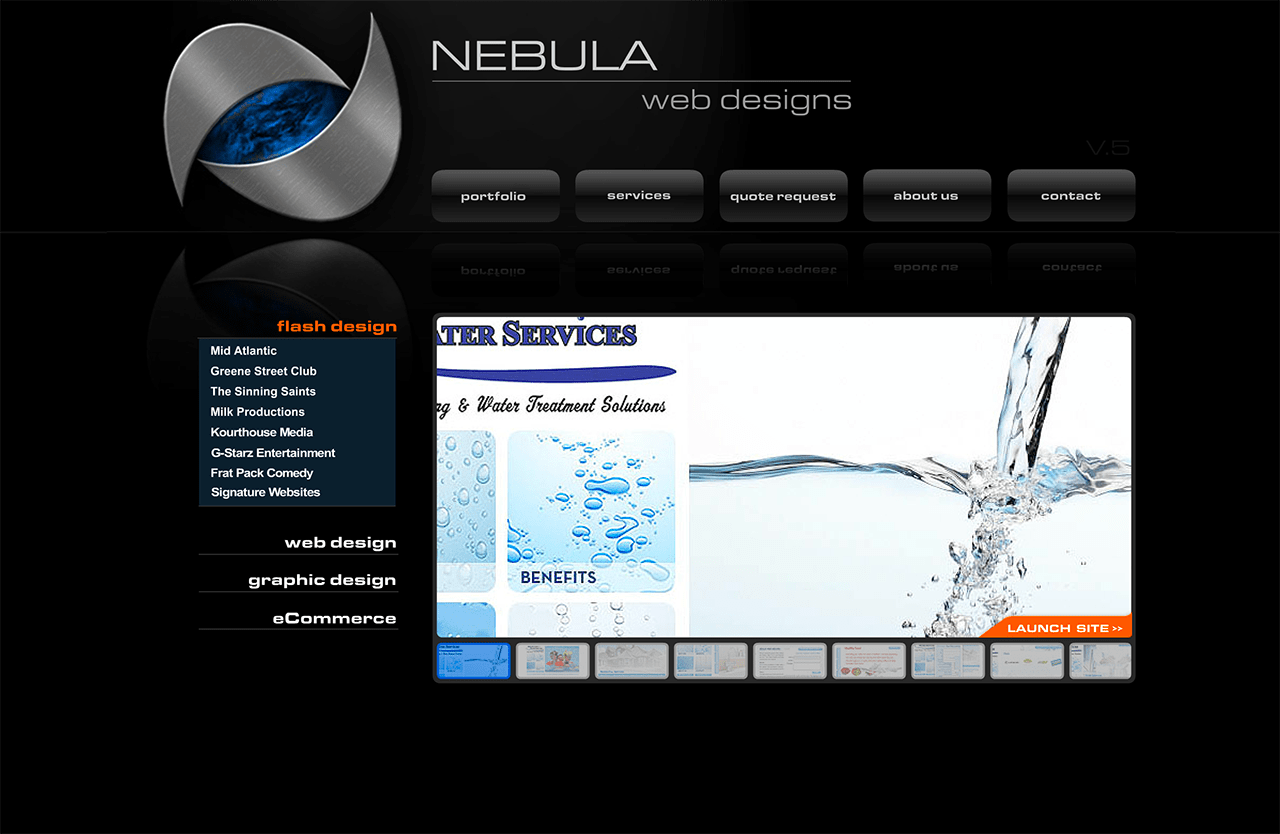 NEBULA
web designs
V.5
portfolio
services
quote request
about us
contact
flash design
Mid Atlantic
Greene Street Club
The Sinning Saints
Milk Productions
Kourthouse Media
G-Starz Entertainment
Frat Pack Comedy
Signature Websites
web design
graphic design
eCommerce
ATER SERVICES
ng & Water Treatment Solutions
BENEFITS
LAUNCH SITE >>